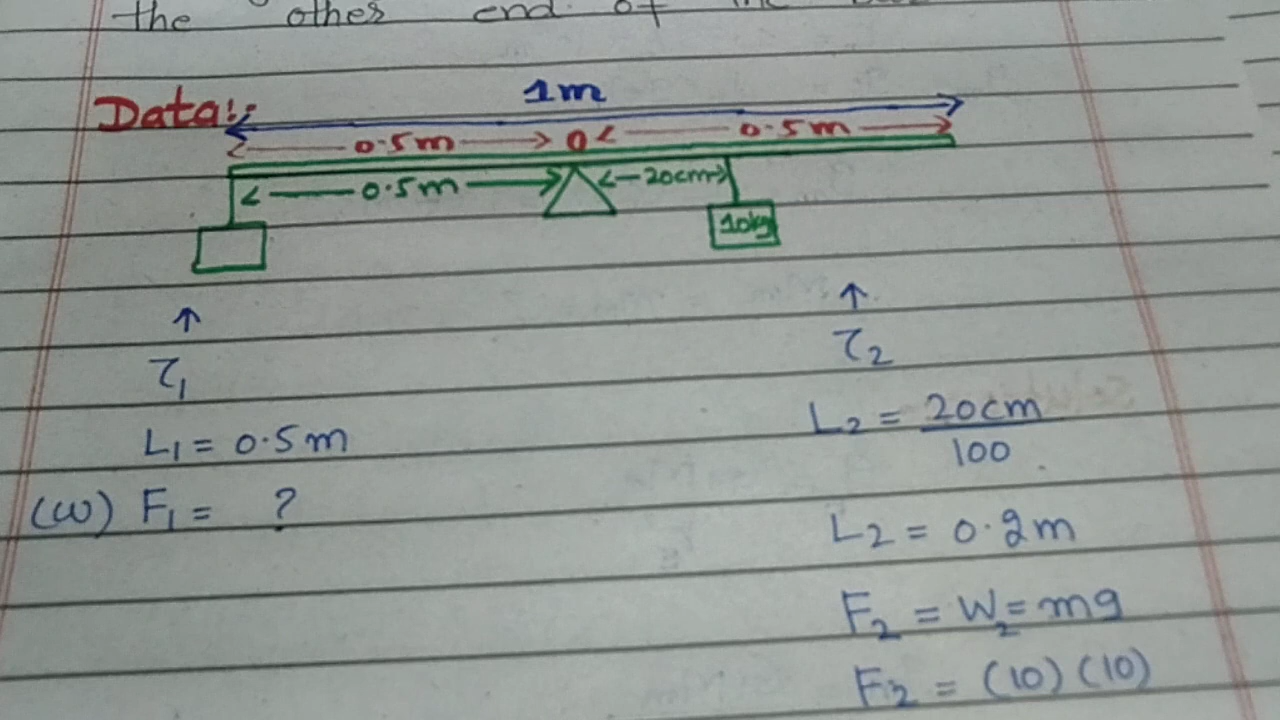 the other end of the
1m
Data:
0.5m 0 0.5m
0.5m 20cm
10kg
↑ ↑
τ₁ τ₂
L₁ = 0.5m L₂ = 20cm
100
(w) F₁ = ? L₂ = 0.2m
F₂ = W₂ = mg
F₂ = (10) (10)